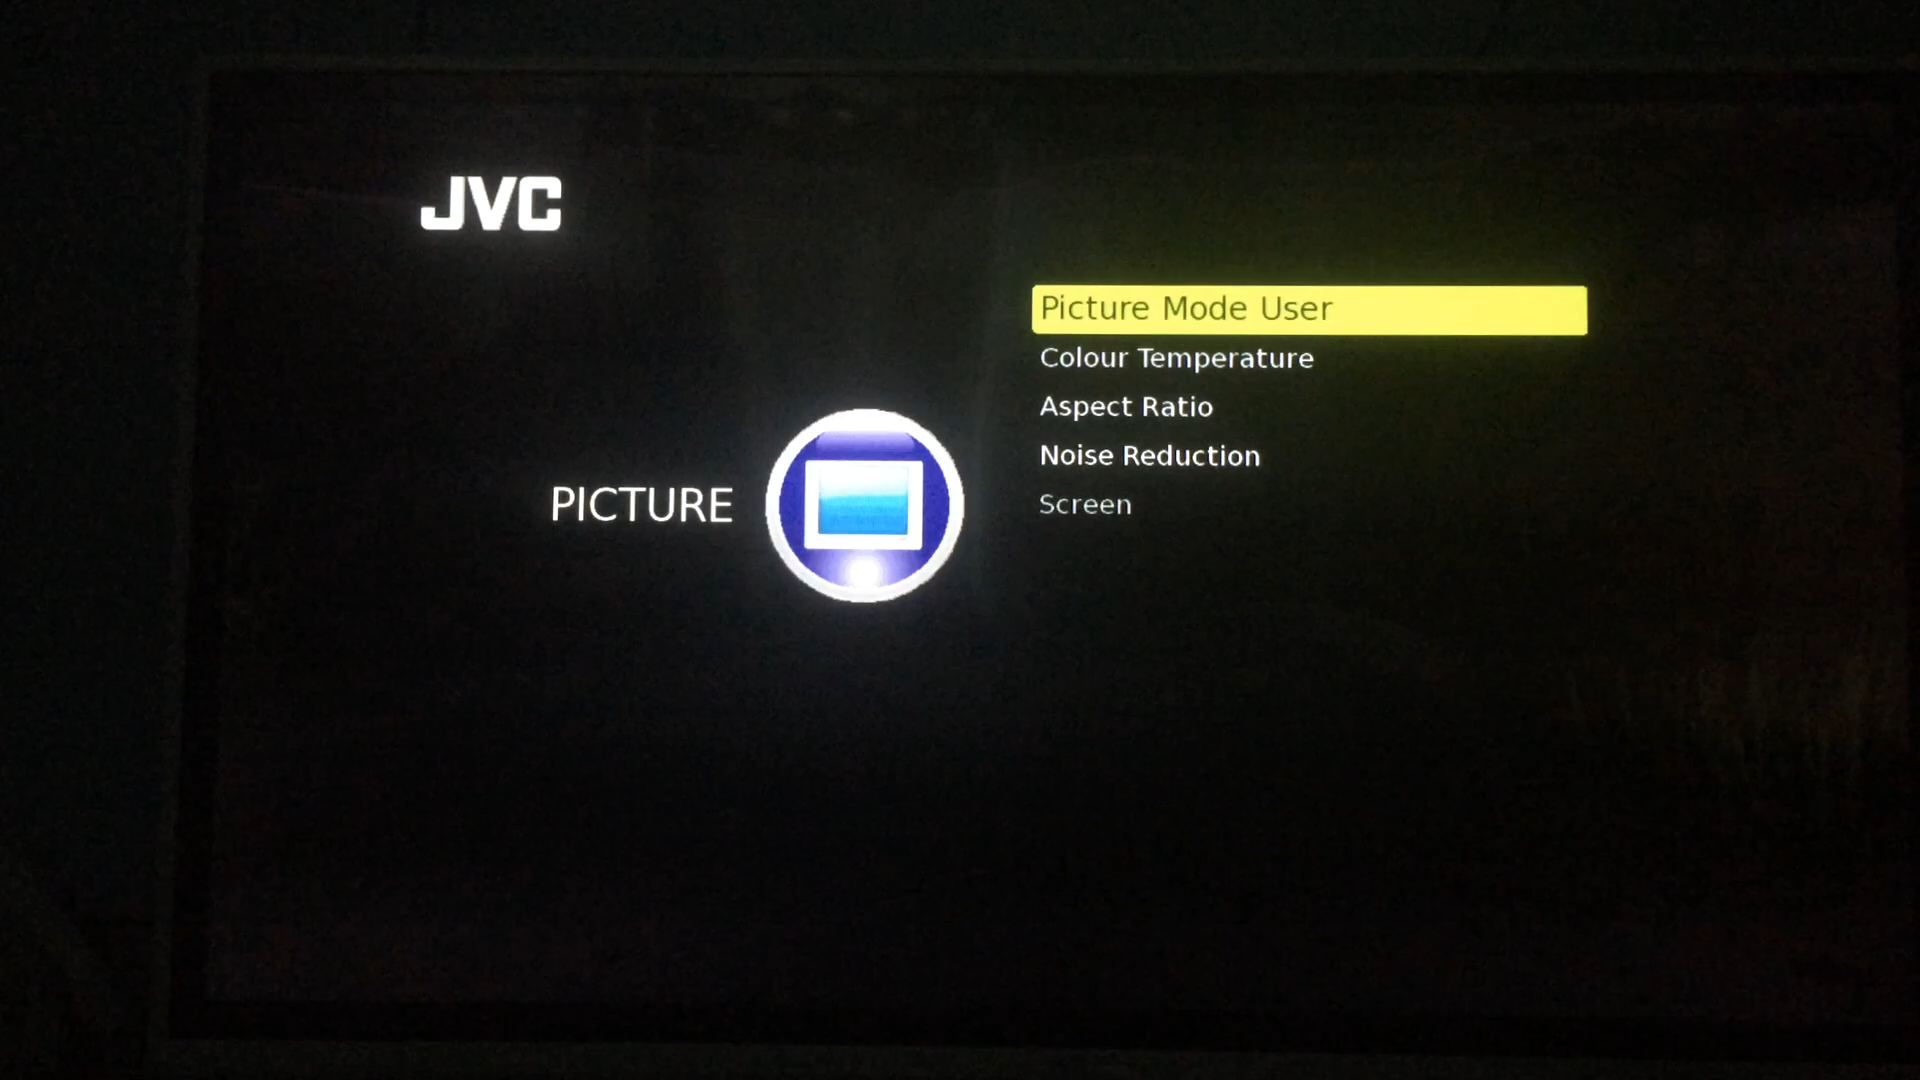 JVC
PICTURE
Picture Mode User
Colour Temperature
Aspect Ratio
Noise Reduction
Screen